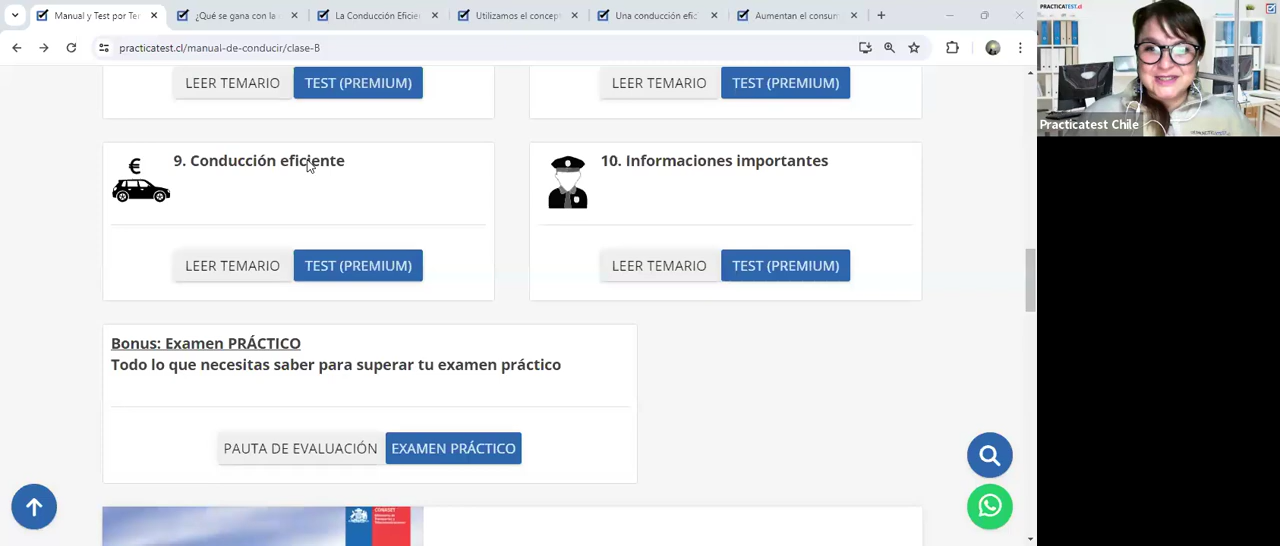 Manual y Test por Te
¿Qué se gana con la
La Conducción Eficie
Utilizamos el concep
Una conducción efic
Aumentan el consu
practicatest.cl/manual-de-conducir/clase-B
PRACTICATEST.cl
Practicatest Chile
LEER TEMARIO
TEST (PREMIUM)
LEER TEMARIO
TEST (PREMIUM)
€
9. Conducción eficiente
LEER TEMARIO
TEST (PREMIUM)
10. Informaciones importantes
LEER TEMARIO
TEST (PREMIUM)
Bonus: Examen PRÁCTICO
Todo lo que necesitas saber para superar tu examen práctico
PAUTA DE EVALUACIÓN
EXAMEN PRÁCTICO